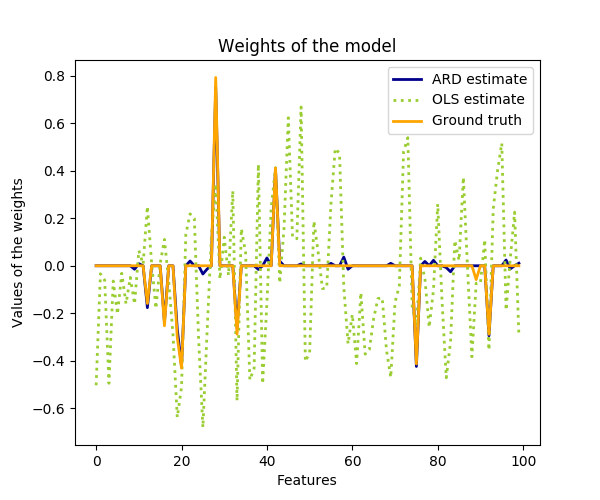 Weights of the model
ARD estimate
OLS estimate
Ground truth
Values of the weights
0.8
0.6
0.4
0.2
0.0
−0.2
−0.4
−0.6
0 20 40 60 80 100
Features